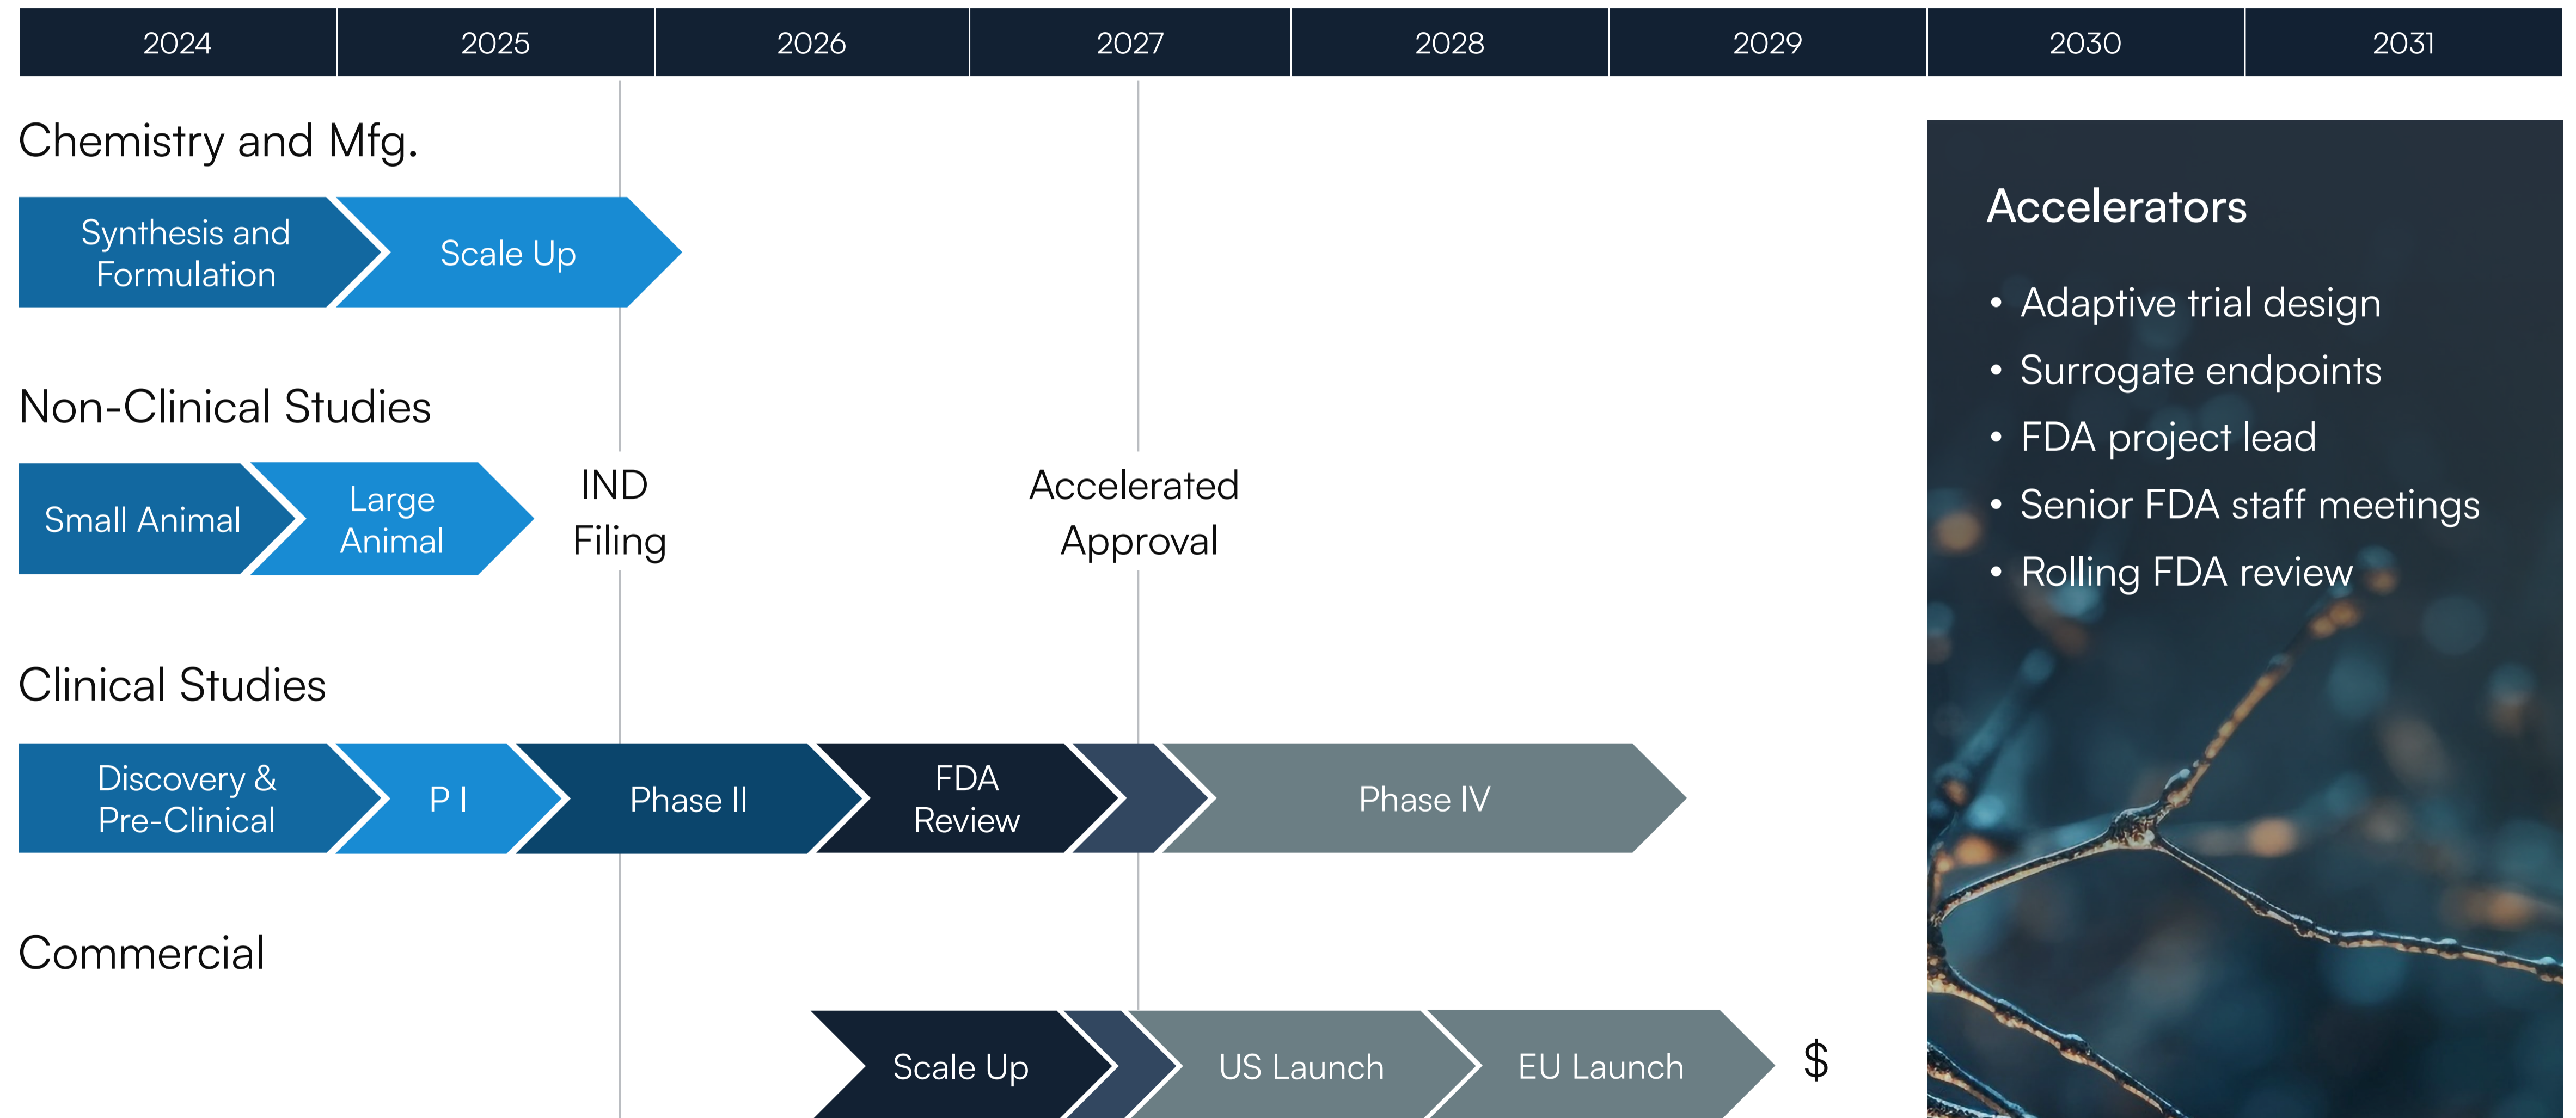 2024 2025 2026 2027 2028 2029 2030 2031
Chemistry and Mfg.
Synthesis and
Formulation
Scale Up
Non-Clinical Studies
Small Animal
Large
Animal
IND
Filing
Accelerated
Approval
Clinical Studies
Discovery &
Pre-Clinical
P I
Phase II
FDA
Review
Phase IV
Commercial
Scale Up
US Launch
EU Launch
$
Accelerators
• Adaptive trial design
• Surrogate endpoints
• FDA project lead
• Senior FDA staff meetings
• Rolling FDA review